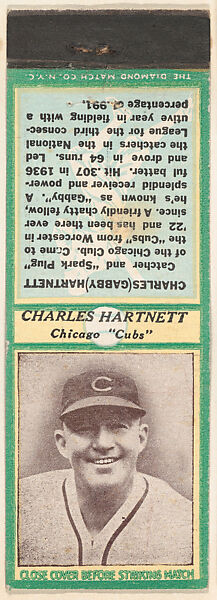 THE DIAMOND MATCH CO. N.Y.C.
CHARLES (GABBY) HARTNETT
Catcher and "Spark Plug"
of the Chicago Club. Came to
the "Cubs" from Worcester in
'22 and has been there ever
since. A friendly chatty fellow,
he's known as "Gabby". A
splendid receiver and power-
ful batter. Hit .307 in 1936
and drove in 64 runs. Led
the catchers in the National
League for the third consec-
utive year in fielding with a
percentage of .991.
CHARLES HARTNETT
Chicago "Cubs"
C
CLOSE COVER BEFORE STRIKING MATCH